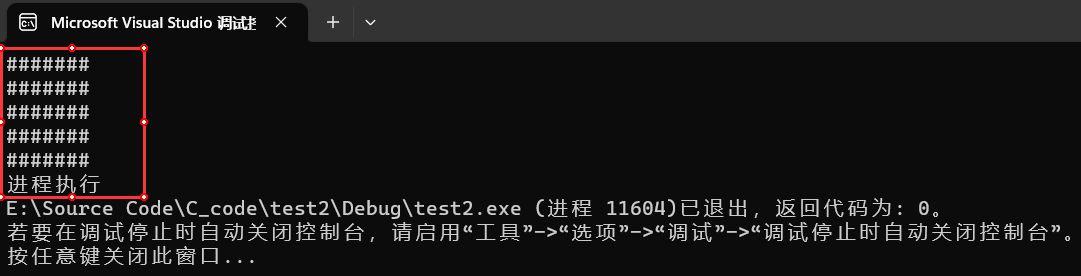 Microsoft Visual Studio 调试控
#######
#######
#######
#######
#######
进程执行
E:\Source Code\C_code\test2\Debug\test2.exe (进程 11604)已退出，返回代码为: 0。
若要在调试停止时自动关闭控制台，请启用“工具”->“选项”->“调试”->“调试停止时自动关闭控制台”。
按任意键关闭此窗口...